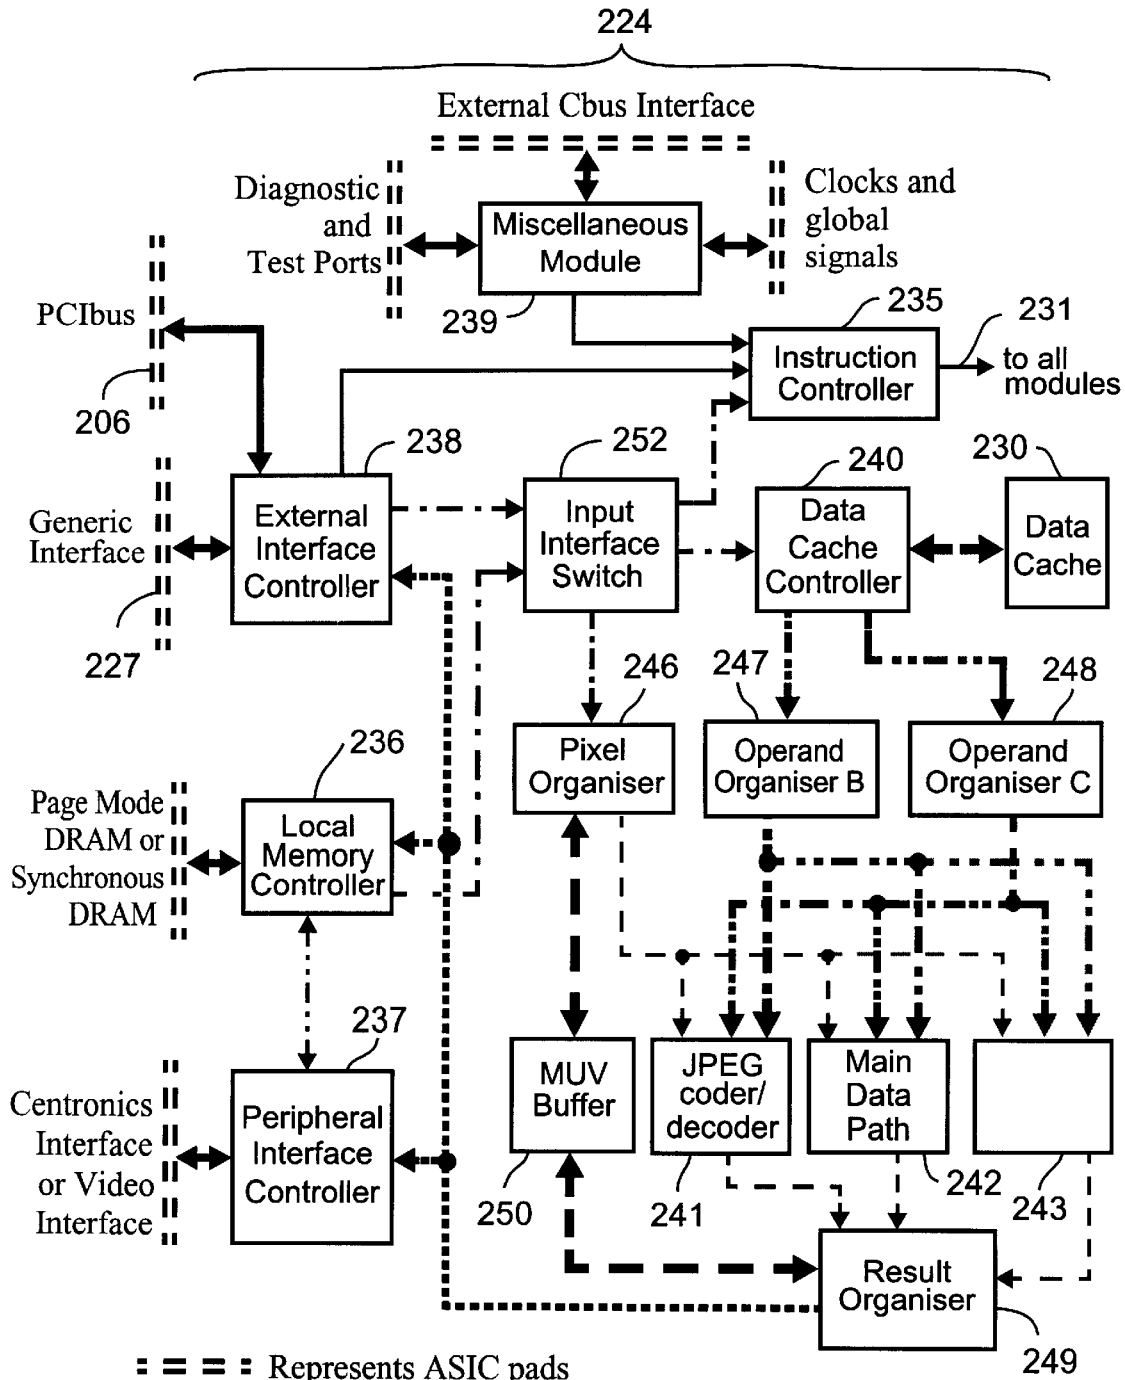 224
External Cbus Interface
Diagnostic
and
Test Ports
Miscellaneous
Module
Clocks and
global
signals
239
235
231
PCIbus
206
Instruction
Controller
to all
modules
238
252
240
230
Generic
Interface
External
Interface
Controller
Input
Interface
Switch
Data
Cache
Controller
Data
Cache
227
246
247
248
Pixel
Organiser
Operand
Organiser B
Operand
Organiser C
236
Page Mode
DRAM or
Synchronous
DRAM
Local
Memory
Controller
237
Centronics
Interface
or Video
Interface
Peripheral
Interface
Controller
MUV
Buffer
JPEG
coder/
decoder
Main
Data
Path
250
241
242
243
Result
Organiser
249
Represents ASIC pads